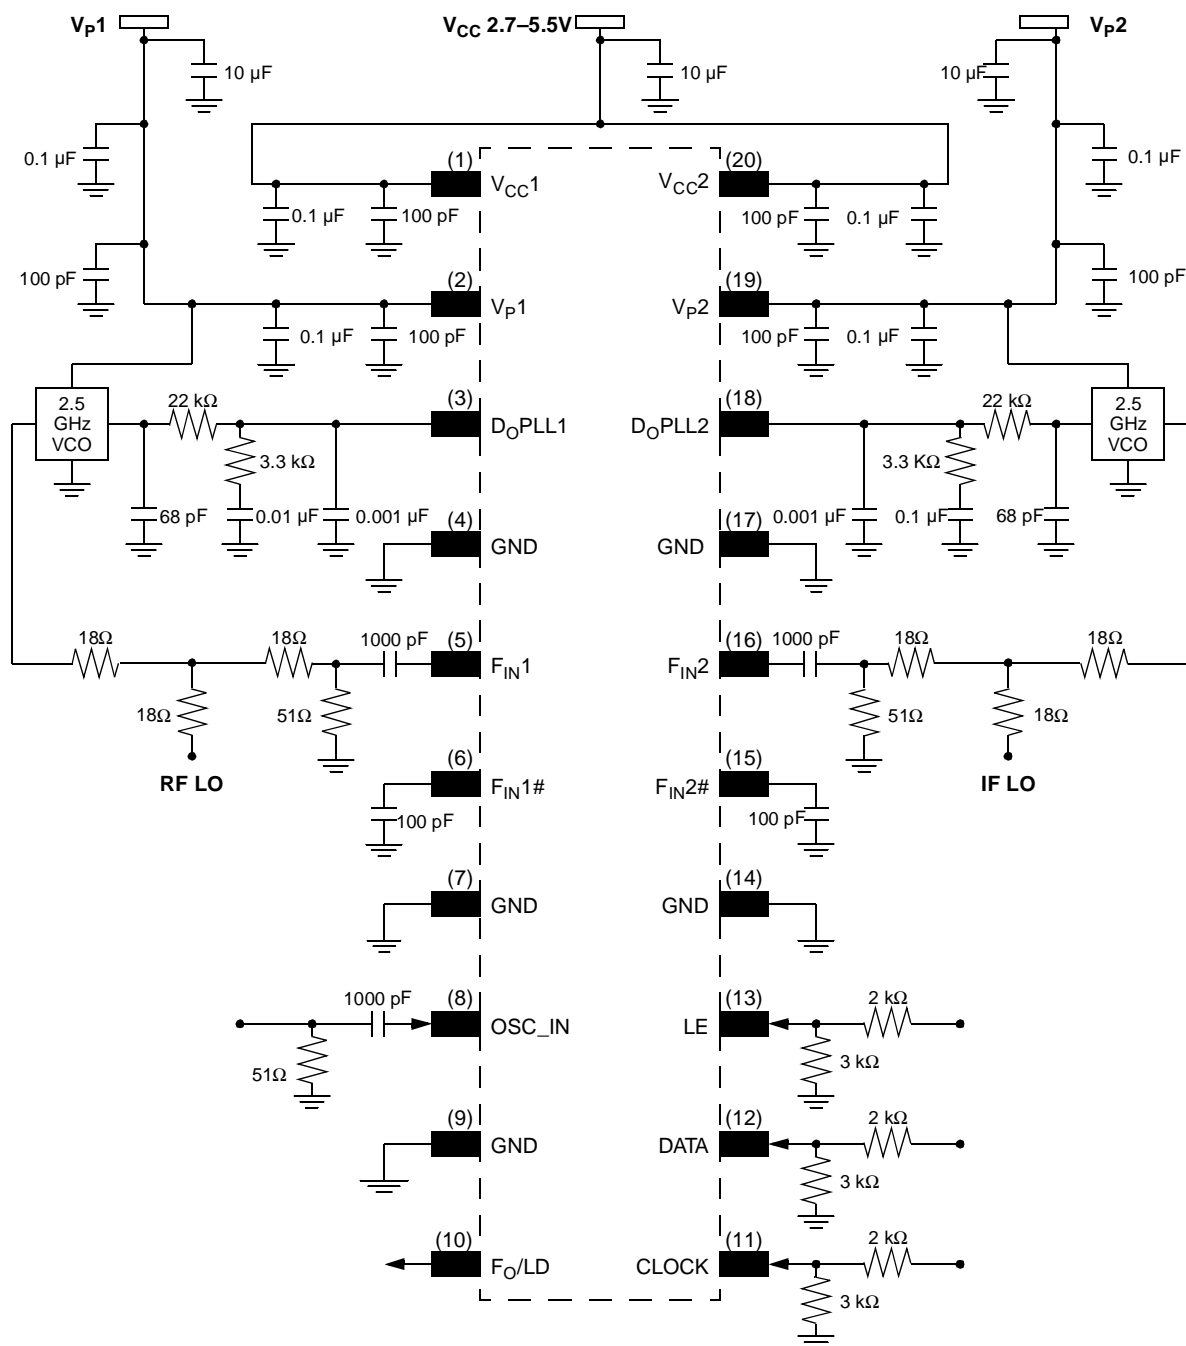 VP1
VCC 2.7–5.5V
VP2
10 µF
10 µF
10 µF
0.1 µF
0.1 µF
(1)
(20)
VCC1
VCC2
0.1 µF
100 pF
100 pF
0.1 µF
100 pF
100 pF
(2)
(19)
VP1
VP2
0.1 µF
100 pF
100 pF
0.1 µF
2.5
GHz
VCO
22 kΩ
(3)
(18)
22 kΩ
2.5
GHz
VCO
DOPLL1
DOPLL2
3.3 kΩ
3.3 KΩ
68 pF
0.01 µF
0.001 µF
(4)
(17)
0.001 µF
0.1 µF
68 pF
GND
GND
18Ω
18Ω
1000 pF
(5)
(16)
1000 pF
18Ω
18Ω
FIN1
FIN2
18Ω
51Ω
51Ω
18Ω
RF LO
(6)
(15)
IF LO
FIN1#
FIN2#
100 pF
100 pF
(7)
(14)
GND
GND
1000 pF
(8)
(13)
2 kΩ
OSC_IN
LE
51Ω
3 kΩ
(9)
(12)
2 kΩ
GND
DATA
3 kΩ
(10)
(11)
2 kΩ
FO/LD
CLOCK
3 kΩ